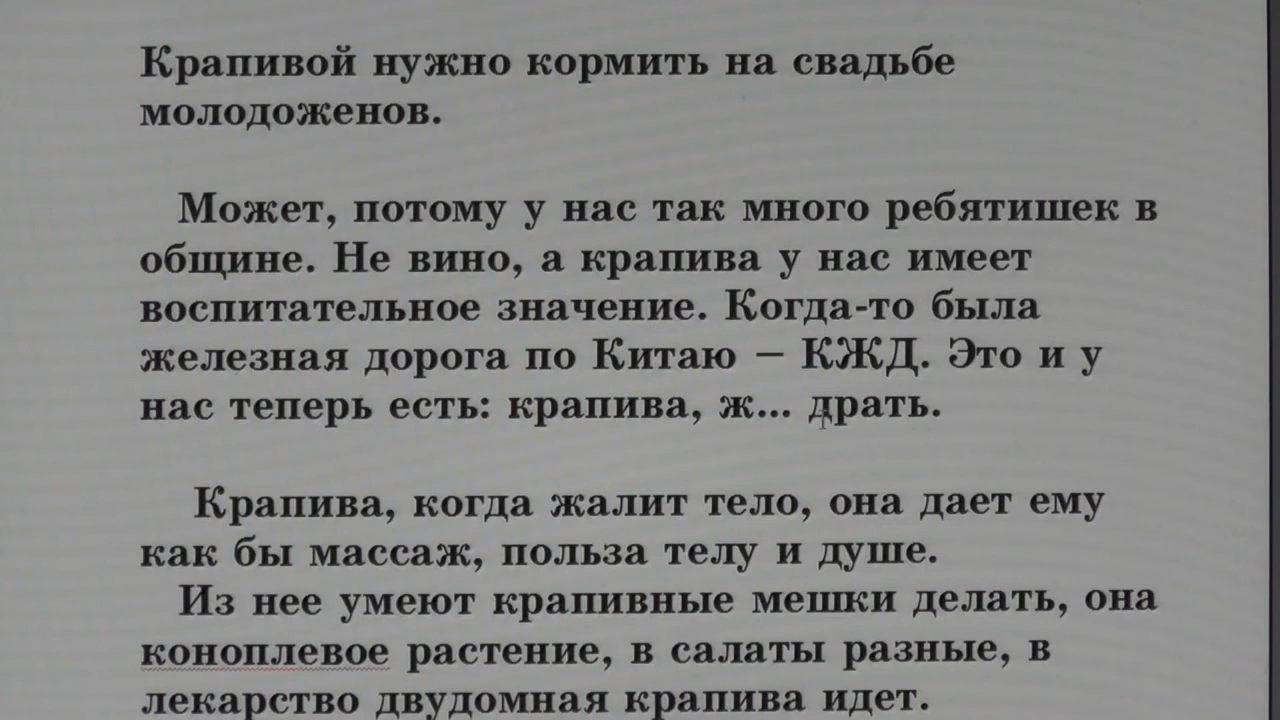 Крапивой нужно кормить на свадьбе
молодоженов.
Может, потому у нас так много ребятишек в
общине. Не вино, а крапива у нас имеет
воспитательное значение. Когда-то была
железная дорога по Китаю – КЖД. Это и у
нас теперь есть: крапива, ж... драть.
Крапива, когда жалит тело, она дает ему
как бы массаж, польза телу и душе.
Из нее умеют крапивные мешки делать, она
коноплевое растение, в салаты разные, в
лекарство двудомная крапива идет.